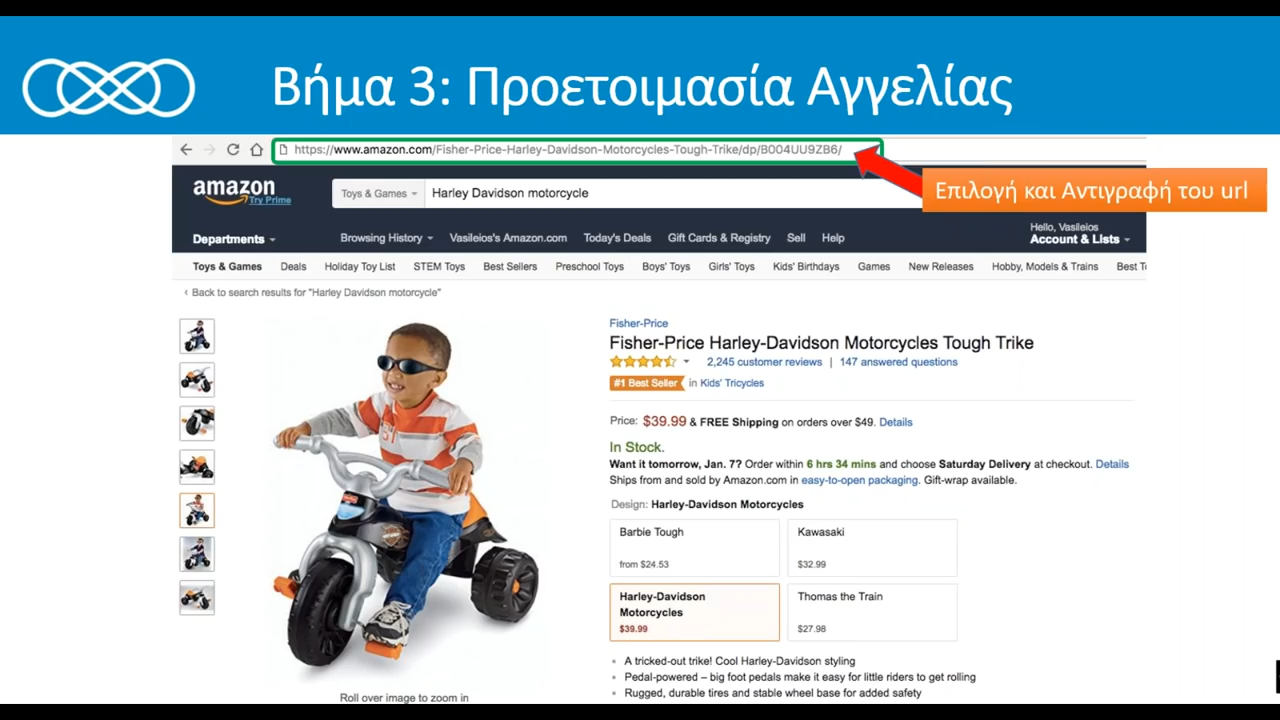 Βήμα 3: Προετοιμασία Αγγελίας
https://www.amazon.com/Fisher-Price-Harley-Davidson-Motorcycles-Tough-Trike/dp/B004UU9ZB6/
Επιλογή και Αντιγραφή του url
amazon
Try Prime
Toys & Games
Harley Davidson motorcycle
Departments
Browsing History
Vasileios's Amazon.com
Today's Deals
Gift Cards & Registry
Sell
Help
Hello, Vasileios
Account & Lists
Toys & Games
Deals
Holiday Toy List
STEM Toys
Best Sellers
Preschool Toys
Boys' Toys
Girls' Toys
Kids' Birthdays
Games
New Releases
Hobby, Models & Trains
Best T
‹ Back to search results for "Harley Davidson motorcycle"
Fisher-Price
Fisher-Price Harley-Davidson Motorcycles Tough Trike
2,245 customer reviews | 147 answered questions
#1 Best Seller in Kids' Tricycles
Price: $39.99 & FREE Shipping on orders over $49. Details
In Stock.
Want it tomorrow, Jan. 7? Order within 6 hrs 34 mins and choose Saturday Delivery at checkout. Details
Ships from and sold by Amazon.com in easy-to-open packaging. Gift-wrap available.
Design: Harley-Davidson Motorcycles
Barbie Tough
from $24.53
Kawasaki
$32.99
Harley-Davidson
Motorcycles
$39.99
Thomas the Train
$27.98
• A tricked-out trike! Cool Harley-Davidson styling
• Pedal-powered – big foot pedals make it easy for little riders to get rolling
• Rugged, durable tires and stable wheel base for added safety
Roll over image to zoom in